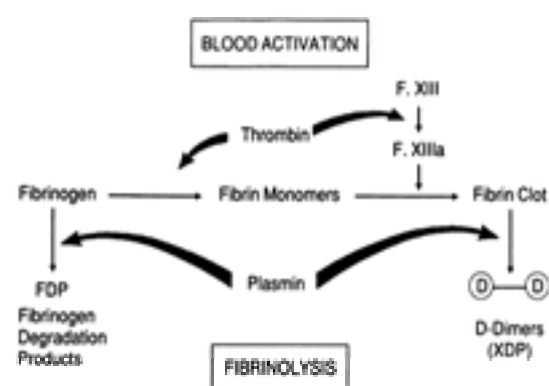 BLOOD ACTIVATION
F. XIII
Thrombin
F. XIIIa
Fibrinogen
Fibrin Monomers
Fibrin Clot
Plasmin
FDP
Fibrinogen
Degradation
Products
D D
D-Dimers
(XDP)
FIBRINOLYSIS